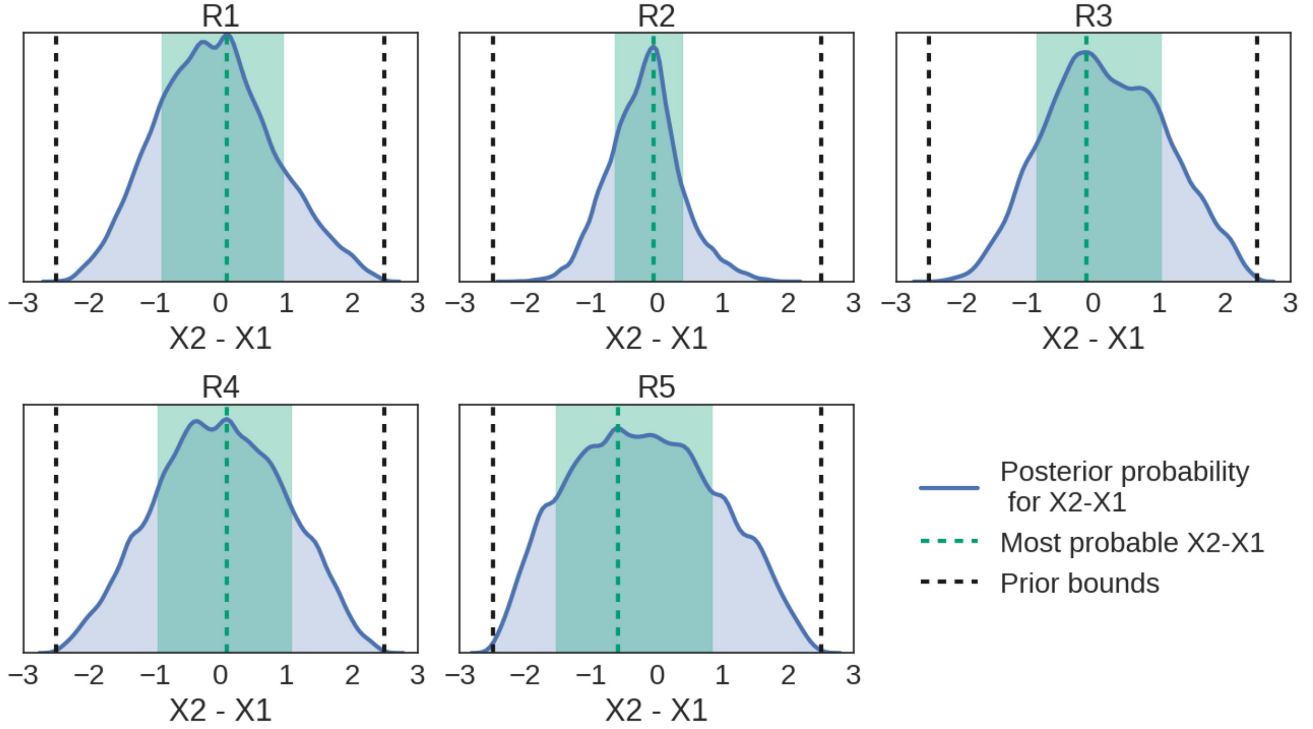 R1
R2
R3
−3 −2 −1 0 1 2 3
−3 −2 −1 0 1 2 3
−3 −2 −1 0 1 2 3
X2 - X1
X2 - X1
X2 - X1
R4
R5
−3 −2 −1 0 1 2 3
−3 −2 −1 0 1 2 3
X2 - X1
X2 - X1
Posterior probability
for X2-X1
Most probable X2-X1
Prior bounds